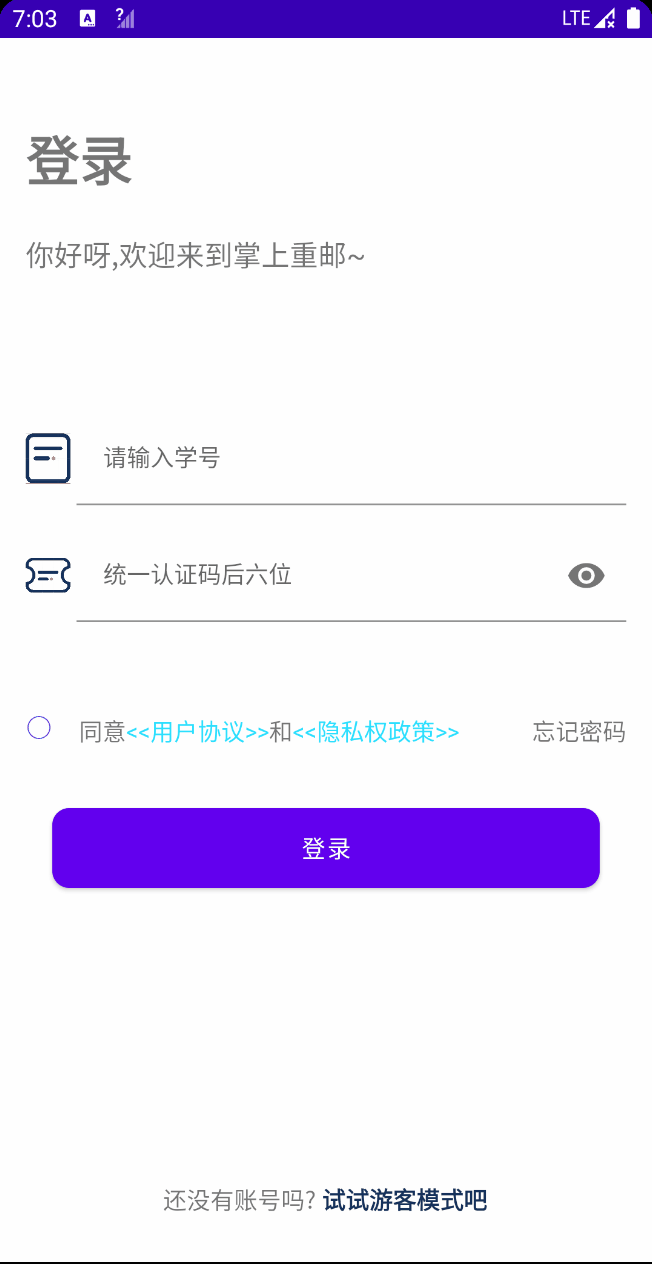 7:03 LTE
登录
你好呀,欢迎来到掌上重邮~
请输入学号
统一认证码后六位
同意<<用户协议>>和<<隐私权政策>> 忘记密码
登录
还没有账号吗? 试试游客模式吧